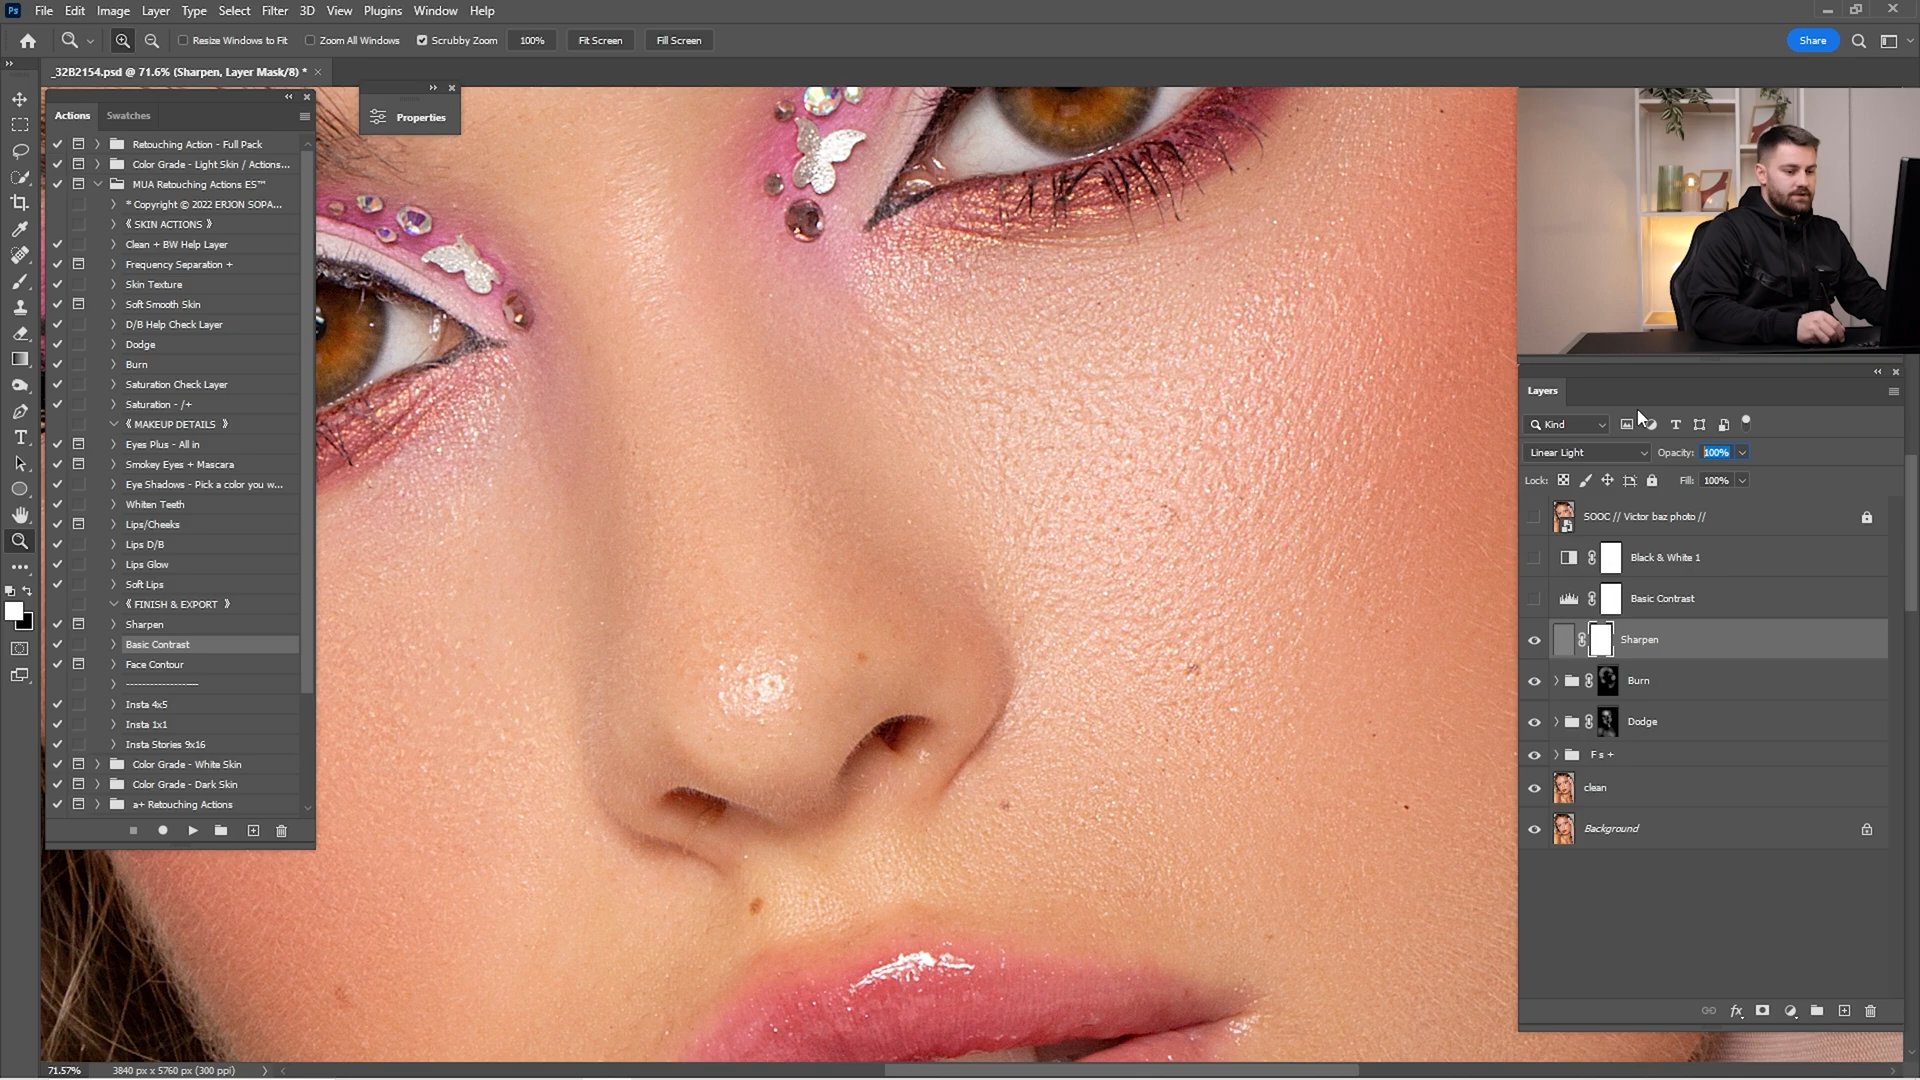 Ps File Edit Image Layer Type Select Filter 3D View Plugins Window Help
Resize Windows to Fit Zoom All Windows Scrubby Zoom 100% Fit Screen Fill Screen Share
_32B2154.psd @ 71.6% (Sharpen, Layer Mask/8) * ×
Actions Swatches
Properties
Retouching Action - Full Pack
Color Grade - Light Skin / Actions...
MUA Retouching Actions ES™
* Copyright © 2022 ERJON SOPA...
《 SKIN ACTIONS 》
Clean + BW Help Layer
Frequency Separation +
Skin Texture
Soft Smooth Skin
D/B Help Check Layer
Dodge
Burn
Saturation Check Layer
Saturation - /+
《 MAKEUP DETAILS 》
Eyes Plus - All in
Smokey Eyes + Mascara
Eye Shadows - Pick a color you w...
Whiten Teeth
Lips/Cheeks
Lips D/B
Lips Glow
Soft Lips
《 FINISH & EXPORT 》
Sharpen
Basic Contrast
Face Contour
--------------------
Insta 4x5
Insta 1x1
Insta Stories 9x16
Color Grade - White Skin
Color Grade - Dark Skin
a+ Retouching Actions
Layers
Kind
Linear Light Opacity: 100%
Lock: Fill: 100%
SOOC // Victor baz photo //
Black & White 1
Basic Contrast
Sharpen
Burn
Dodge
F s +
clean
Background
fx
71.57% 3840 px x 5760 px (300 ppi)